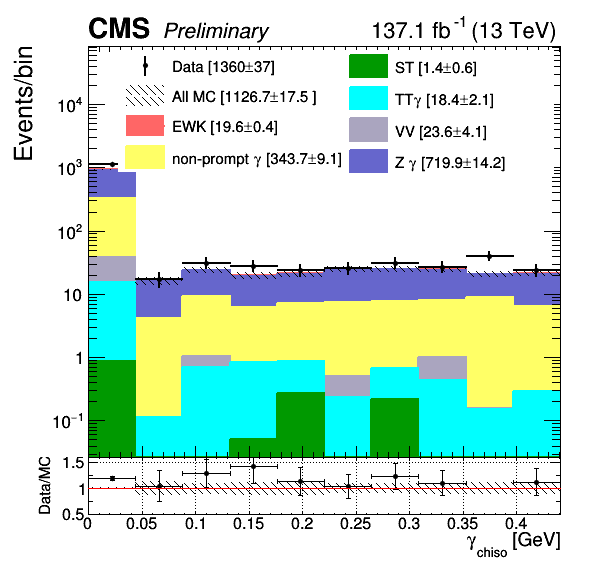 CMS Preliminary 137.1 fb⁻¹ (13 TeV)
Events/bin
Data [1360±37]
All MC [1126.7±17.5 ]
EWK [19.6±0.4]
non-prompt γ [343.7±9.1]
ST [1.4±0.6]
TTγ [18.4±2.1]
VV [23.6±4.1]
Z γ [719.9±14.2]
10⁴
10³
10²
10
1
10⁻¹
Data/MC
1.5
1
0.5
0 0.05 0.1 0.15 0.2 0.25 0.3 0.35 0.4
γchiso [GeV]